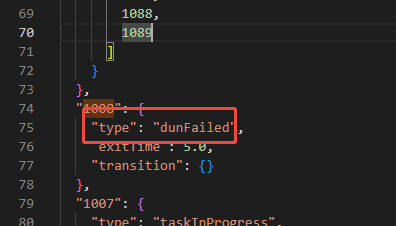 69 1088,
70 1089
71 ]
72 }
73 },
74 "1008": {
75 "type": "dunFailed",
76 "exitTime": 5.0,
77 "transition": {}
78 },
79 "1007": {
80 "type": "taskInProgress",